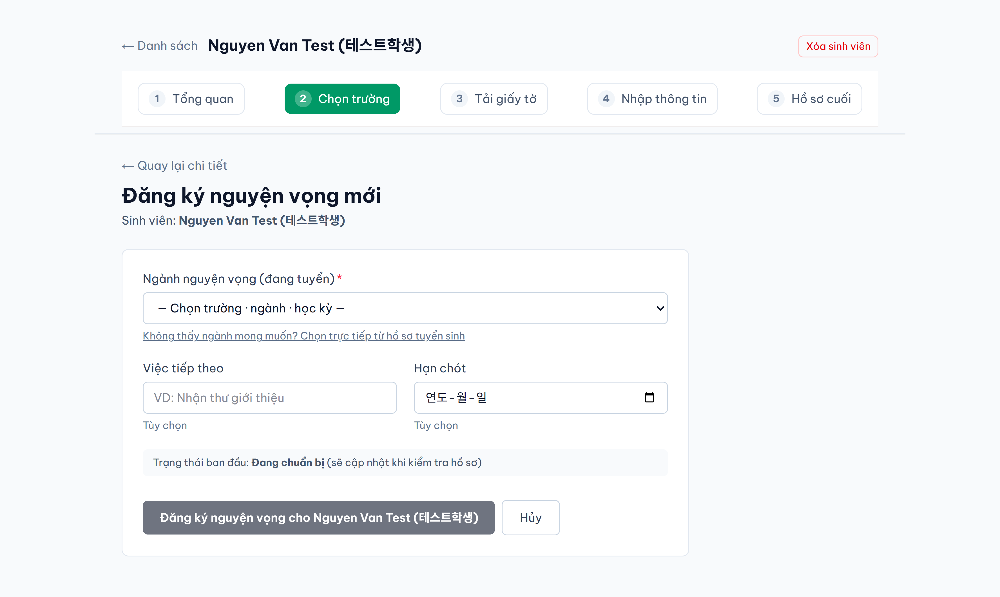 ← Danh sách Nguyen Van Test (테스트학생) Xóa sinh viên
1 Tổng quan 2 Chọn trường 3 Tải giấy tờ 4 Nhập thông tin 5 Hồ sơ cuối
← Quay lại chi tiết
Đăng ký nguyện vọng mới
Sinh viên: Nguyen Van Test (테스트학생)
Ngành nguyện vọng (đang tuyển)*
— Chọn trường · ngành · học kỳ —
Không thấy ngành mong muốn? Chọn trực tiếp từ hồ sơ tuyển sinh
Việc tiếp theo Hạn chót
VD: Nhận thư giới thiệu 연도-월-일
Tùy chọn Tùy chọn
Trạng thái ban đầu: Đang chuẩn bị (sẽ cập nhật khi kiểm tra hồ sơ)
Đăng ký nguyện vọng cho Nguyen Van Test (테스트학생) Hủy